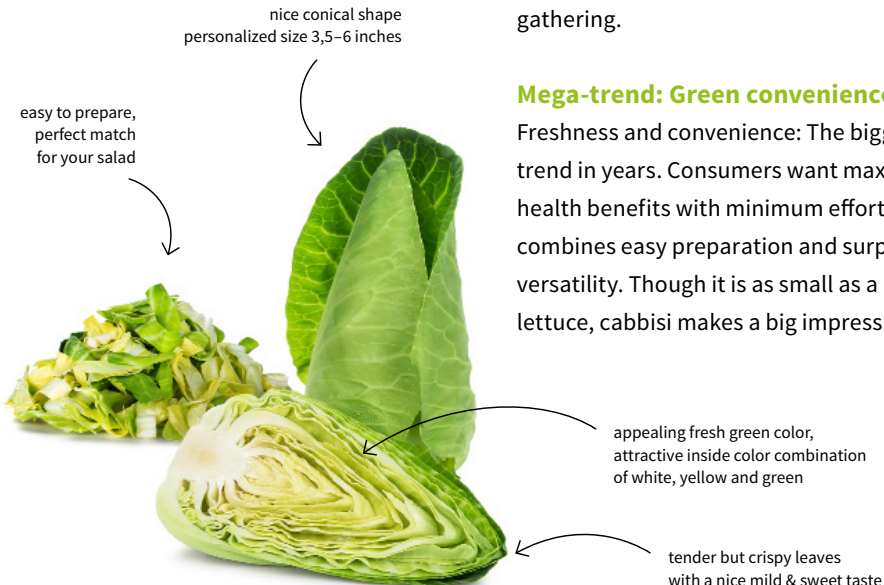 nice conical shape
personalized size 3,5–6 inches
easy to prepare,
perfect match
for your salad
gathering.
Mega-trend: Green convenience
Freshness and convenience: The bigg
trend in years. Consumers want max
health benefits with minimum effort
combines easy preparation and surp
versatility. Though it is as small as a
lettuce, cabbisi makes a big impress
appealing fresh green color,
attractive inside color combination
of white, yellow and green
tender but crispy leaves
with a nice mild & sweet taste